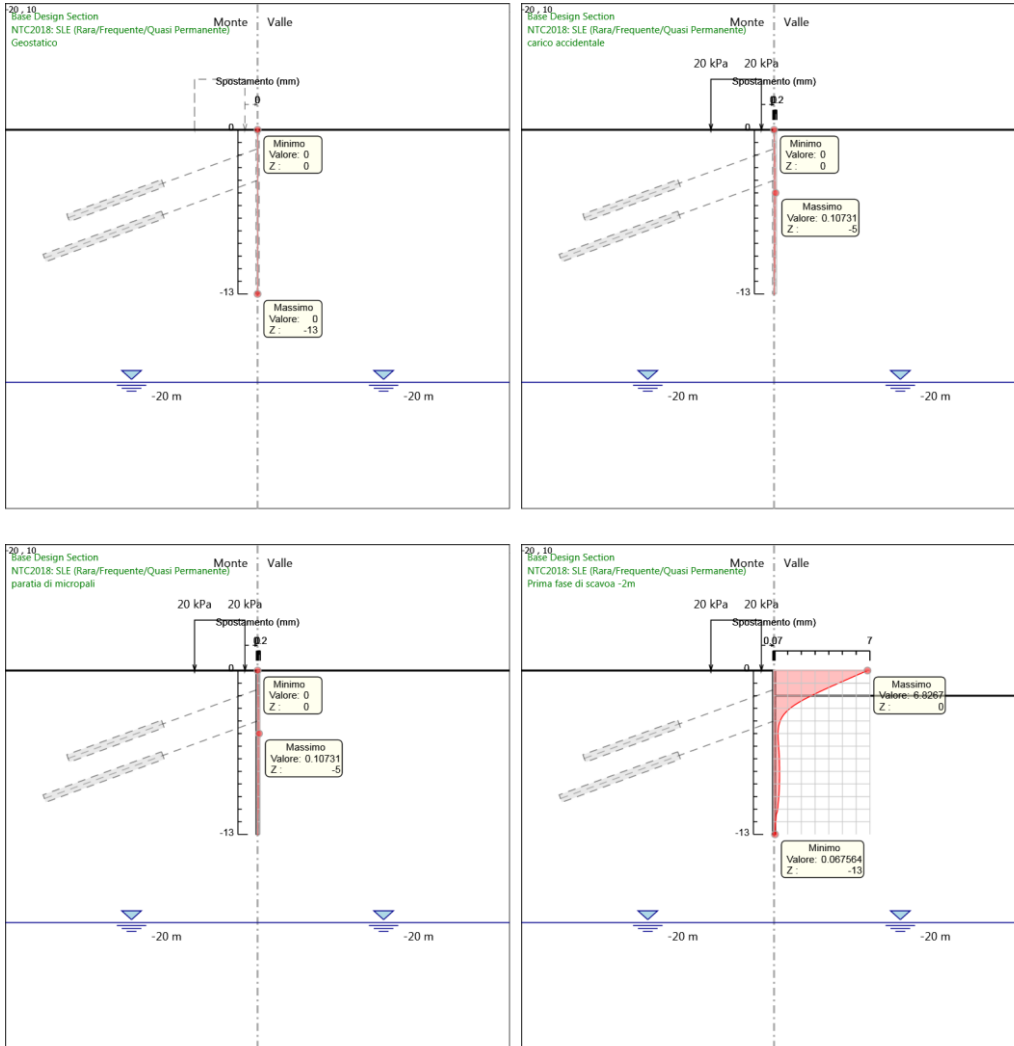 -20 , 10
Base Design Section
NTC2018: SLE (Rara/Frequente/Quasi Permanente)
Geostatico
Monte Valle
Spostamento (mm)
0
0
Minimo
Valore: 0
Z : 0
-13
Massimo
Valore: 0
Z : -13
-20 m
-20 m
-20 , 10
Base Design Section
NTC2018: SLE (Rara/Frequente/Quasi Permanente)
carico accidentale
Monte Valle
20 kPa 20 kPa
Spostamento (mm)
0.2
0
Minimo
Valore: 0
Z : 0
Massimo
Valore: 0.10731
Z : -5
-13
-20 m
-20 m
-20 , 10
Base Design Section
NTC2018: SLE (Rara/Frequente/Quasi Permanente)
paratia di micropali
Monte Valle
20 kPa 20 kPa
Spostamento (mm)
0.2
0
Minimo
Valore: 0
Z : 0
Massimo
Valore: 0.10731
Z : -5
-13
-20 m
-20 m
-20 , 10
Base Design Section
NTC2018: SLE (Rara/Frequente/Quasi Permanente)
Prima fase di scavoa -2m
Monte Valle
20 kPa 20 kPa
Spostamento (mm)
0.07 7
0
Massimo
Valore: 6.8267
Z : 0
-13
Minimo
Valore: 0.067564
Z : -13
-20 m
-20 m